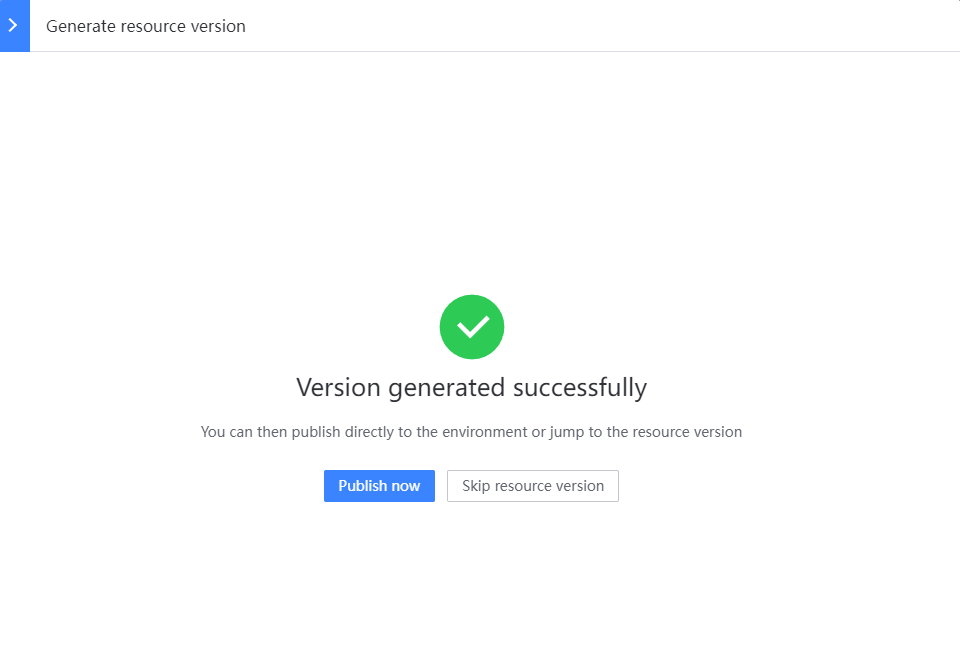 Generate resource version
Version generated successfully
You can then publish directly to the environment or jump to the resource version
Publish now
Skip resource version